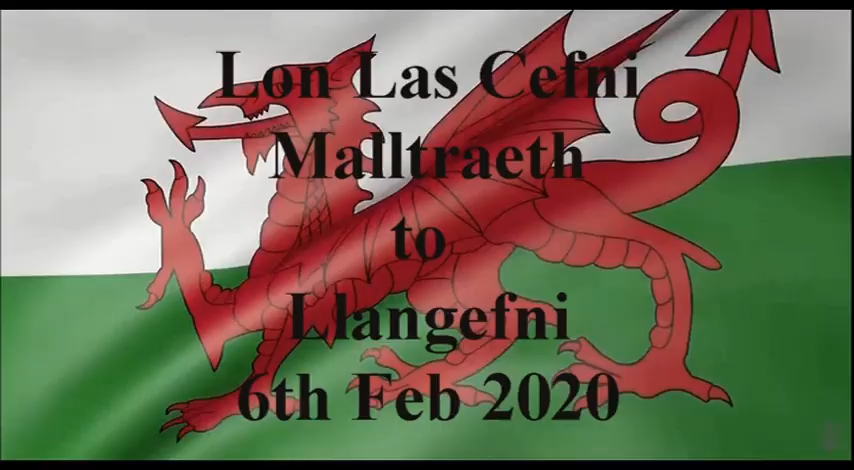 Lon Las Cefni
Malltraeth
to
Llangefni
6th Feb 2020